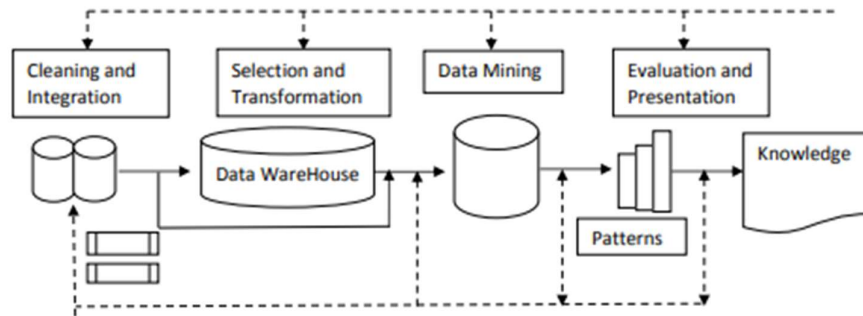 Cleaning and
Integration
Selection and
Transformation
Data Mining
Evaluation and
Presentation
Data WareHouse
Knowledge
Patterns